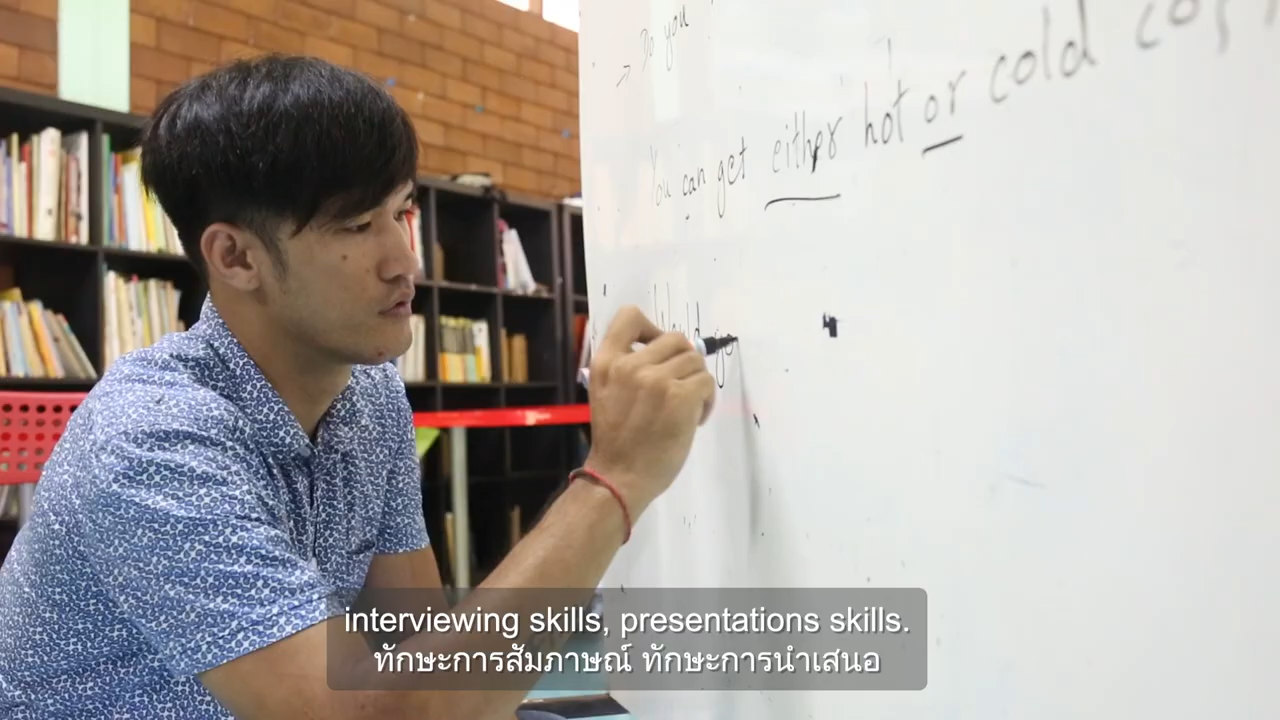 → Do you
You can get either hot or cold
Would yo
interviewing skills, presentations skills.
ทักษะการสัมภาษณ์ ทักษะการนำเสนอ